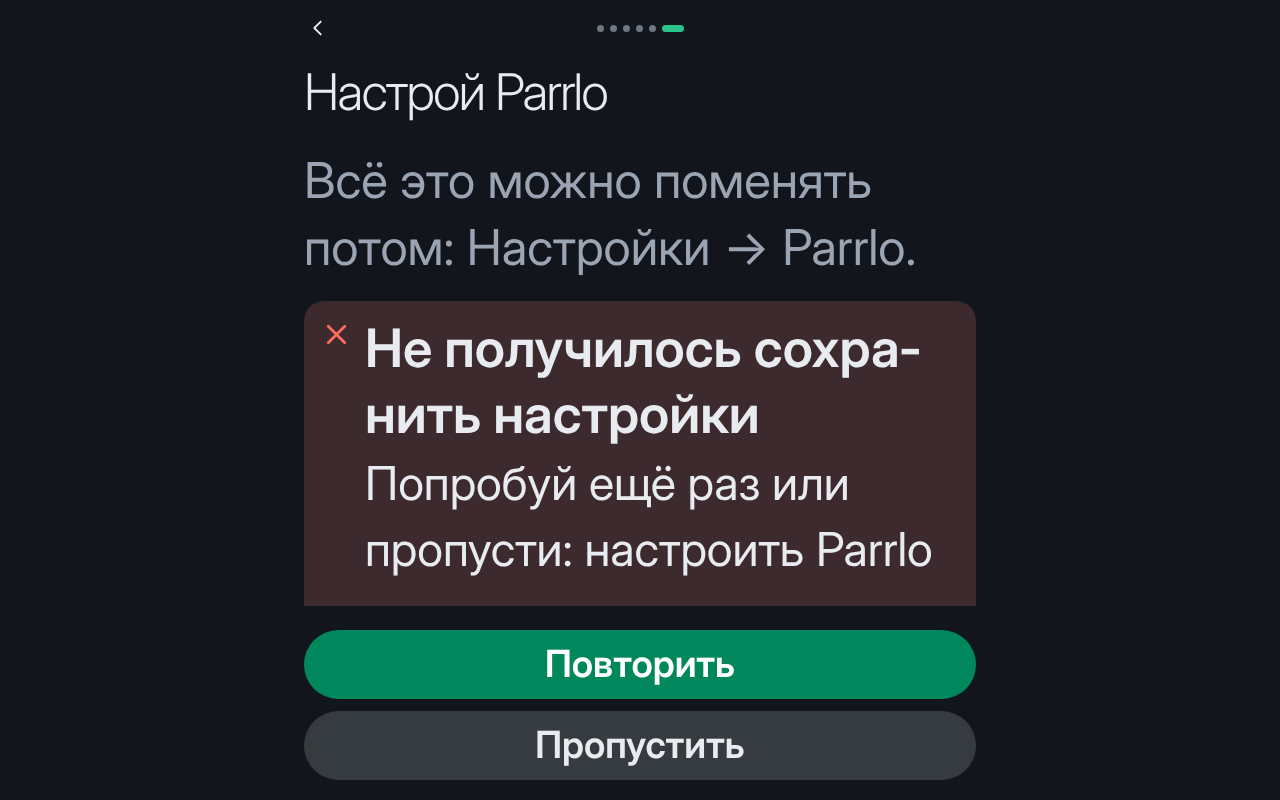 Настрой Parrlo
Всё это можно поменять
потом: Настройки → Parrlo.
Не получилось сохра-
нить настройки
Попробуй ещё раз или
пропусти: настроить Parrlo
Повторить
Пропустить